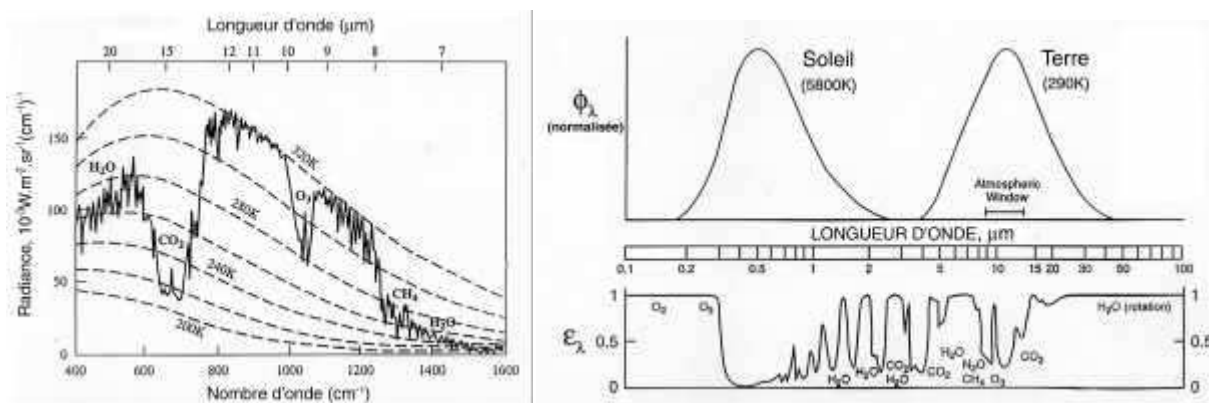 Longueur d'onde (µm)
20 15 12 11 10 9 8 7
Radiance, 10⁻³W.m⁻².sr⁻¹(cm⁻¹)⁻¹
150
100
50
0
H₂O
CO₂
O₃
CH₄
H₂O
320K
280K
240K
200K
400 600 800 1000 1200 1400 1600
Nombre d'onde (cm⁻¹)
Φλ
(normalisée)
Soleil
(5800K)
Terre
(290K)
Atmospheric
Window
LONGUEUR D'ONDE, µm
0.1 0.2 0.5 1 2 5 10 15 20 30 50 100
ελ
1
0.5
0
O₂ O₃
H₂O
H₂O
CO₂
H₂O
CO₂
H₂O
H₂O
CH₄
O₃
CO₂
H₂O (rotation)
1
0.5
0